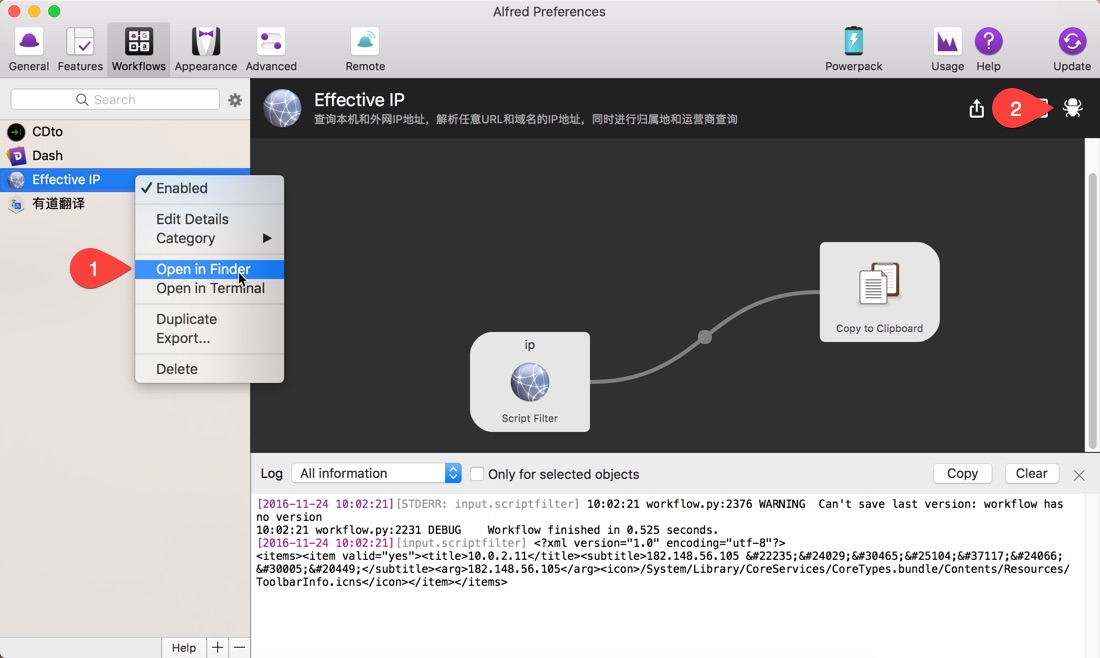 Alfred Preferences
General Features Workflows Appearance Advanced Remote Powerpack Usage Help Update
Search
Effective IP
查询本机和外网IP地址，解析任意URL和域名的IP地址，同时进行归属地和运营商查询
2
CDto
Dash
Effective IP
有道翻译
✓ Enabled
Edit Details
Category
1
Open in Finder
Open in Terminal
Duplicate
Export...
Delete
ip
Script Filter
Copy to Clipboard
Log All information Only for selected objects Copy Clear
[2016-11-24 10:02:21][STDERR: input.scriptfilter] 10:02:21 workflow.py:2376 WARNING Can't save last version: workflow has
no version
10:02:21 workflow.py:2231 DEBUG Workflow finished in 0.525 seconds.
[2016-11-24 10:02:21][input.scriptfilter] <?xml version="1.0" encoding="utf-8"?>
<items><item valid="yes"><title>10.0.2.11</title><subtitle>182.148.56.105 &#22235;&#24029;&#30465;&#25104;&#37117;&#24066;
&#30005;&#20449;</subtitle><arg>182.148.56.105</arg><icon>/System/Library/CoreServices/CoreTypes.bundle/Contents/Resources/
ToolbarInfo.icns</icon></item></items>
Help + −